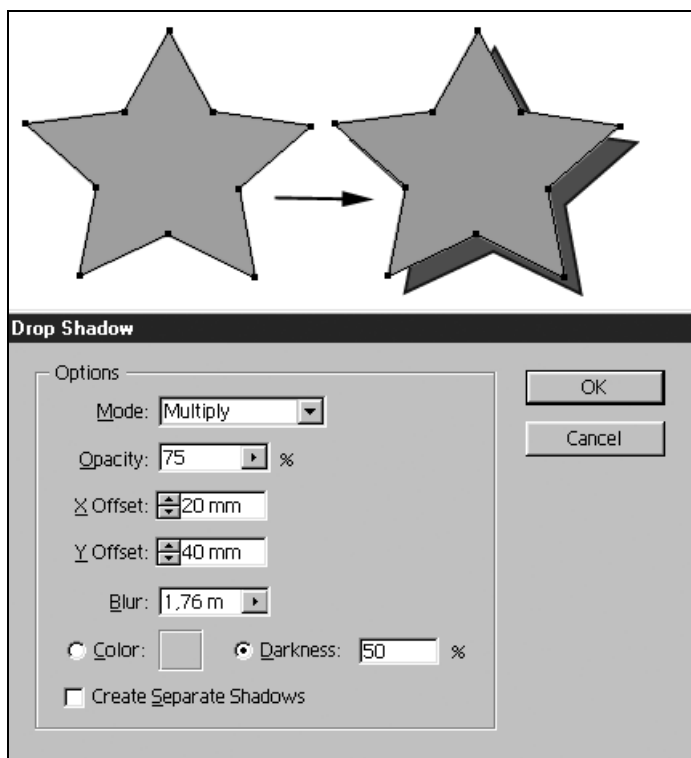 Drop Shadow
Options
Mode: Multiply
Opacity: 75 %
X Offset: 20 mm
Y Offset: 40 mm
Blur: 1,76 m
Color: Darkness: 50 %
Create Separate Shadows
OK
Cancel